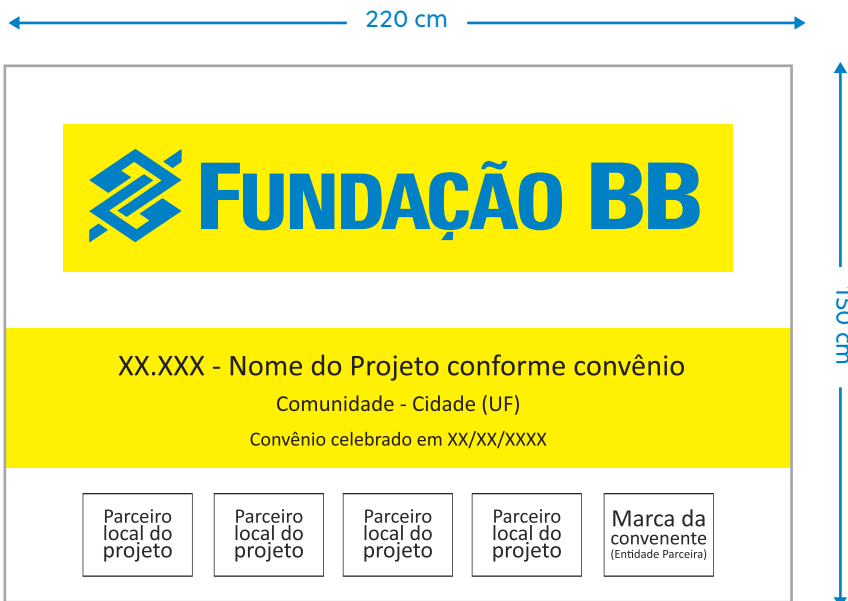 220 cm
FUNDAÇÃO BB
150 cm
XX.XXX - Nome do Projeto conforme convênio
Comunidade - Cidade (UF)
Convênio celebrado em XX/XX/XXXX
Parceiro
local do
projeto
Parceiro
local do
projeto
Parceiro
local do
projeto
Parceiro
local do
projeto
Marca da
convenente
(Entidade Parceira)